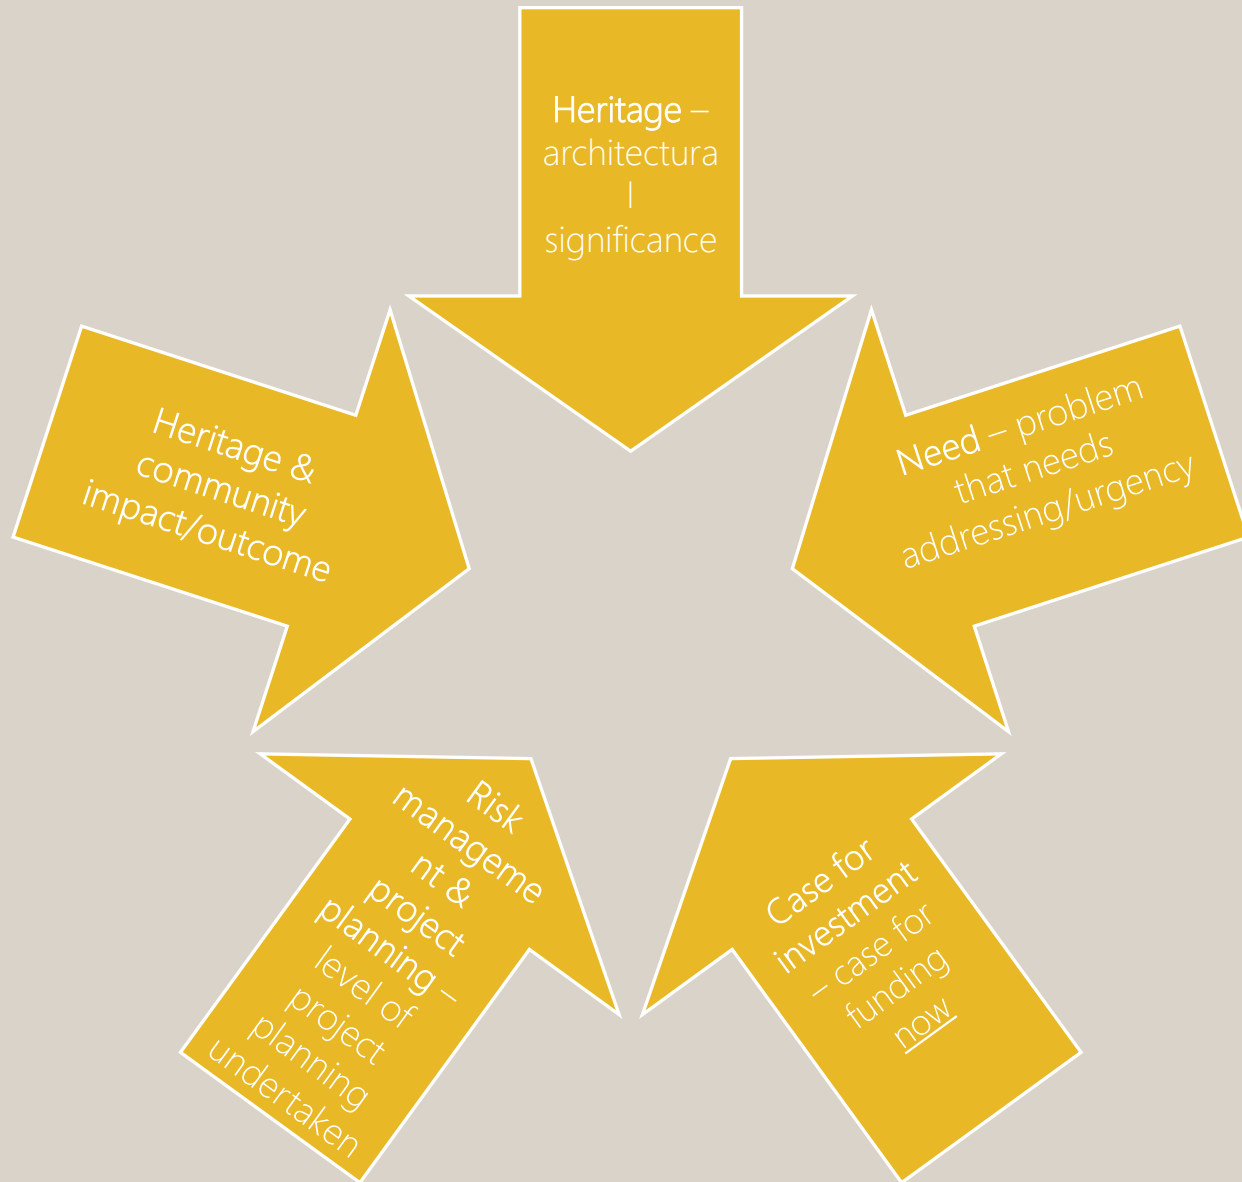 Heritage –
architectura
l
significance
Need – problem
that needs
addressing/urgency
Case for
investment
– case for
funding
now
Risk
manageme
nt &
project
planning –
level of
project
planning
undertaken
Heritage &
community
impact/outcome